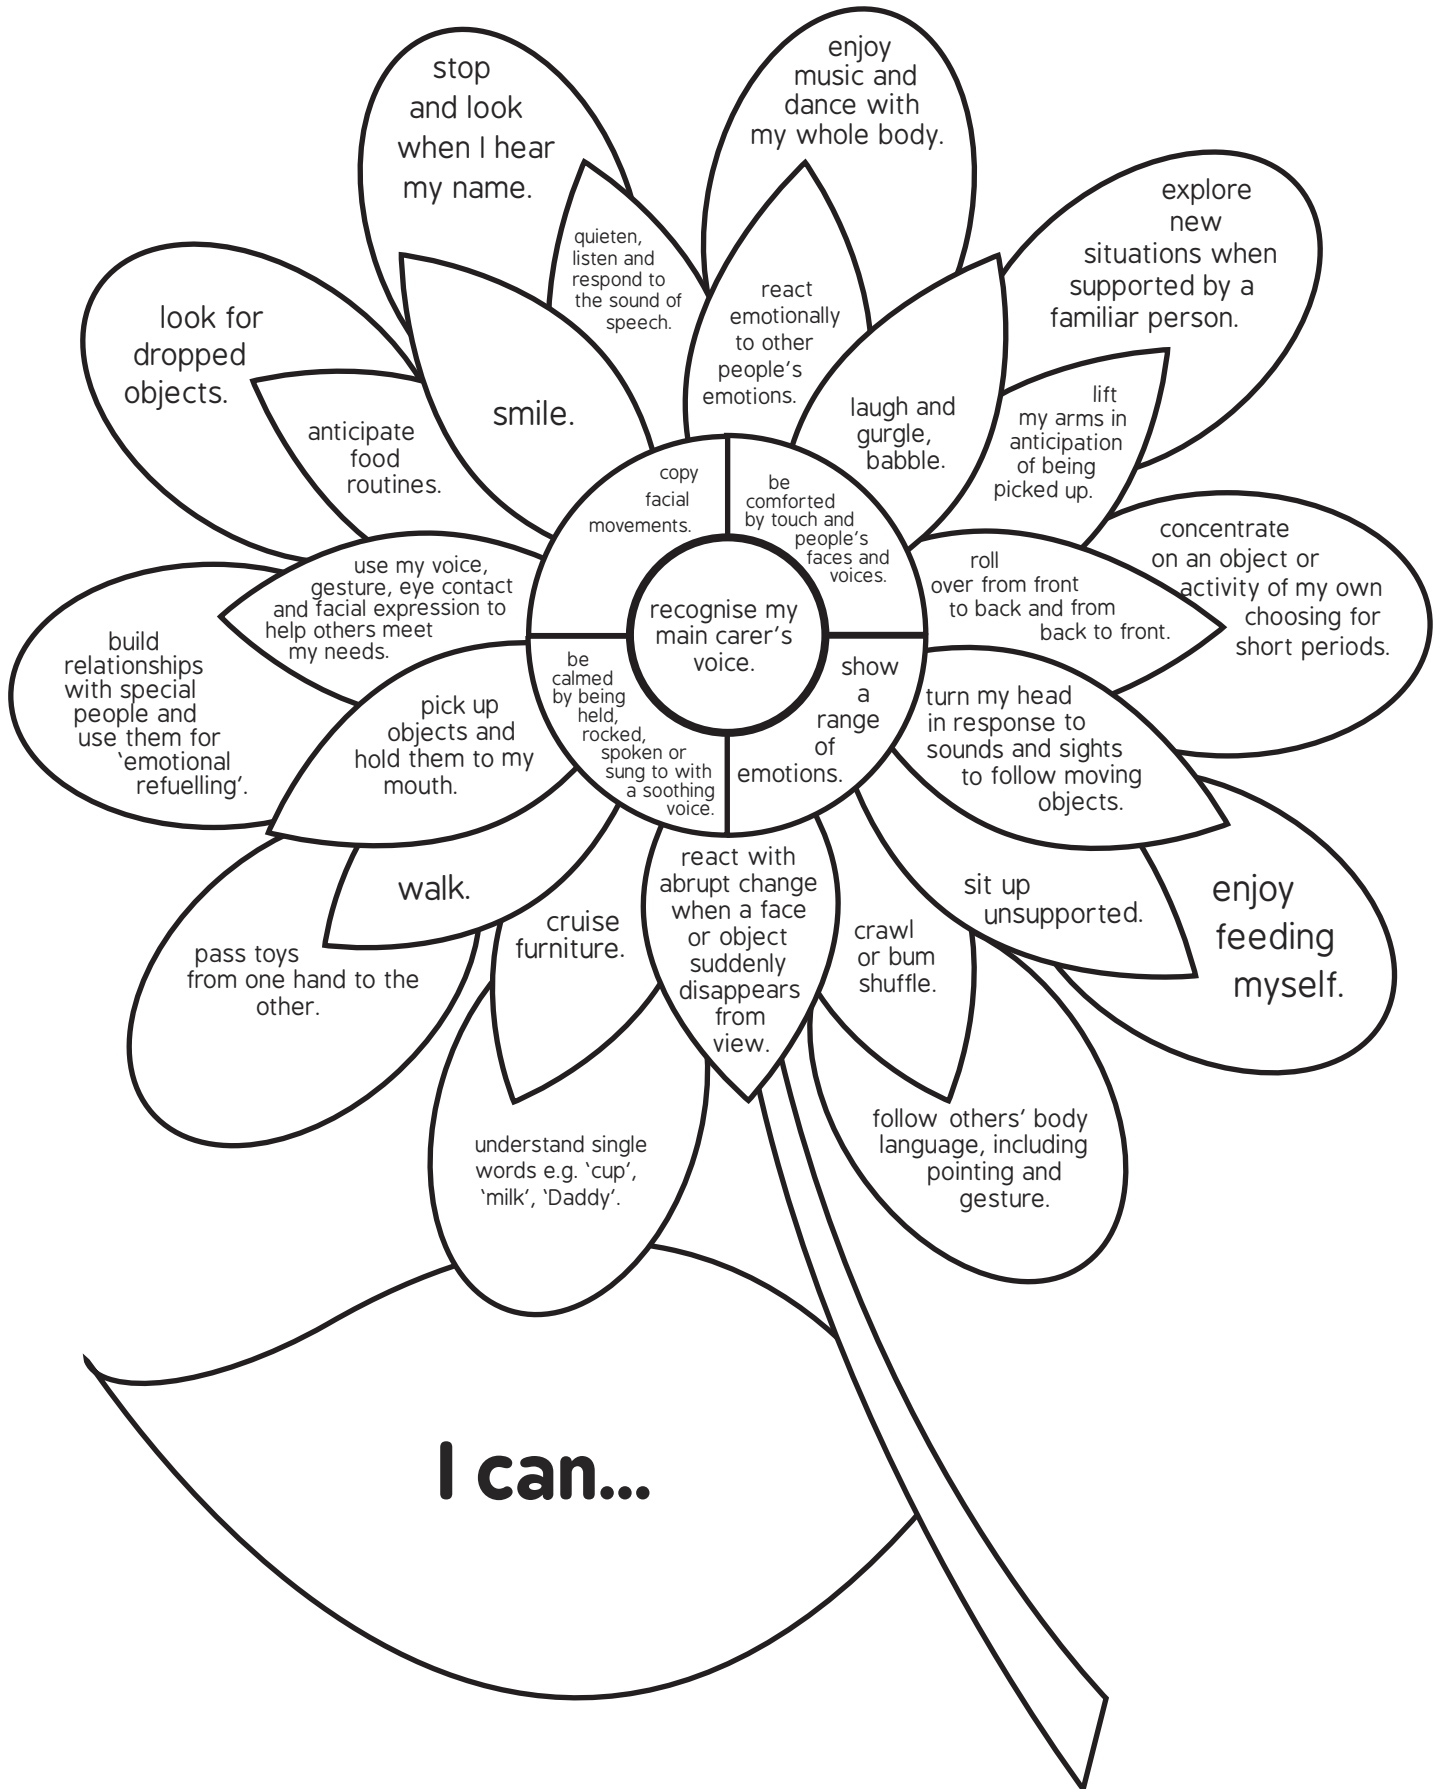 stop
and look
when I hear
my name.
enjoy
music and
dance with
my whole body.
explore
new
situations when
supported by a
familiar person.
look for
dropped
objects.
quieten,
listen and
respond to
the sound of
speech.
react
emotionally
to other
people's
emotions.
smile.
laugh and
gurgle,
babble.
lift
my arms in
anticipation
of being
picked up.
anticipate
food
routines.
copy
facial
movements.
be
comforted
by touch and
people's
faces and
voices.
concentrate
on an object or
activity of my own
choosing for
short periods.
use my voice,
gesture, eye contact
and facial expression to
help others meet
my needs.
roll
over from front
to back and from
back to front.
recognise my
main carer's
voice.
build
relationships
with special
people and
use them for
‘emotional
refuelling’.
be
calmed
by being
held,
rocked,
spoken or
sung to with
a soothing
voice.
show
a
range
of
emotions.
pick up
objects and
hold them to my
mouth.
turn my head
in response to
sounds and sights
to follow moving
objects.
walk.
cruise
furniture.
react with
abrupt change
when a face
or object
suddenly
disappears
from
view.
crawl
or bum
shuffle.
sit up
unsupported.
enjoy
feeding
myself.
pass toys
from one hand to the
other.
understand single
words e.g. ‘cup’,
‘milk’, ‘Daddy’.
follow others’ body
language, including
pointing and
gesture.
I can...